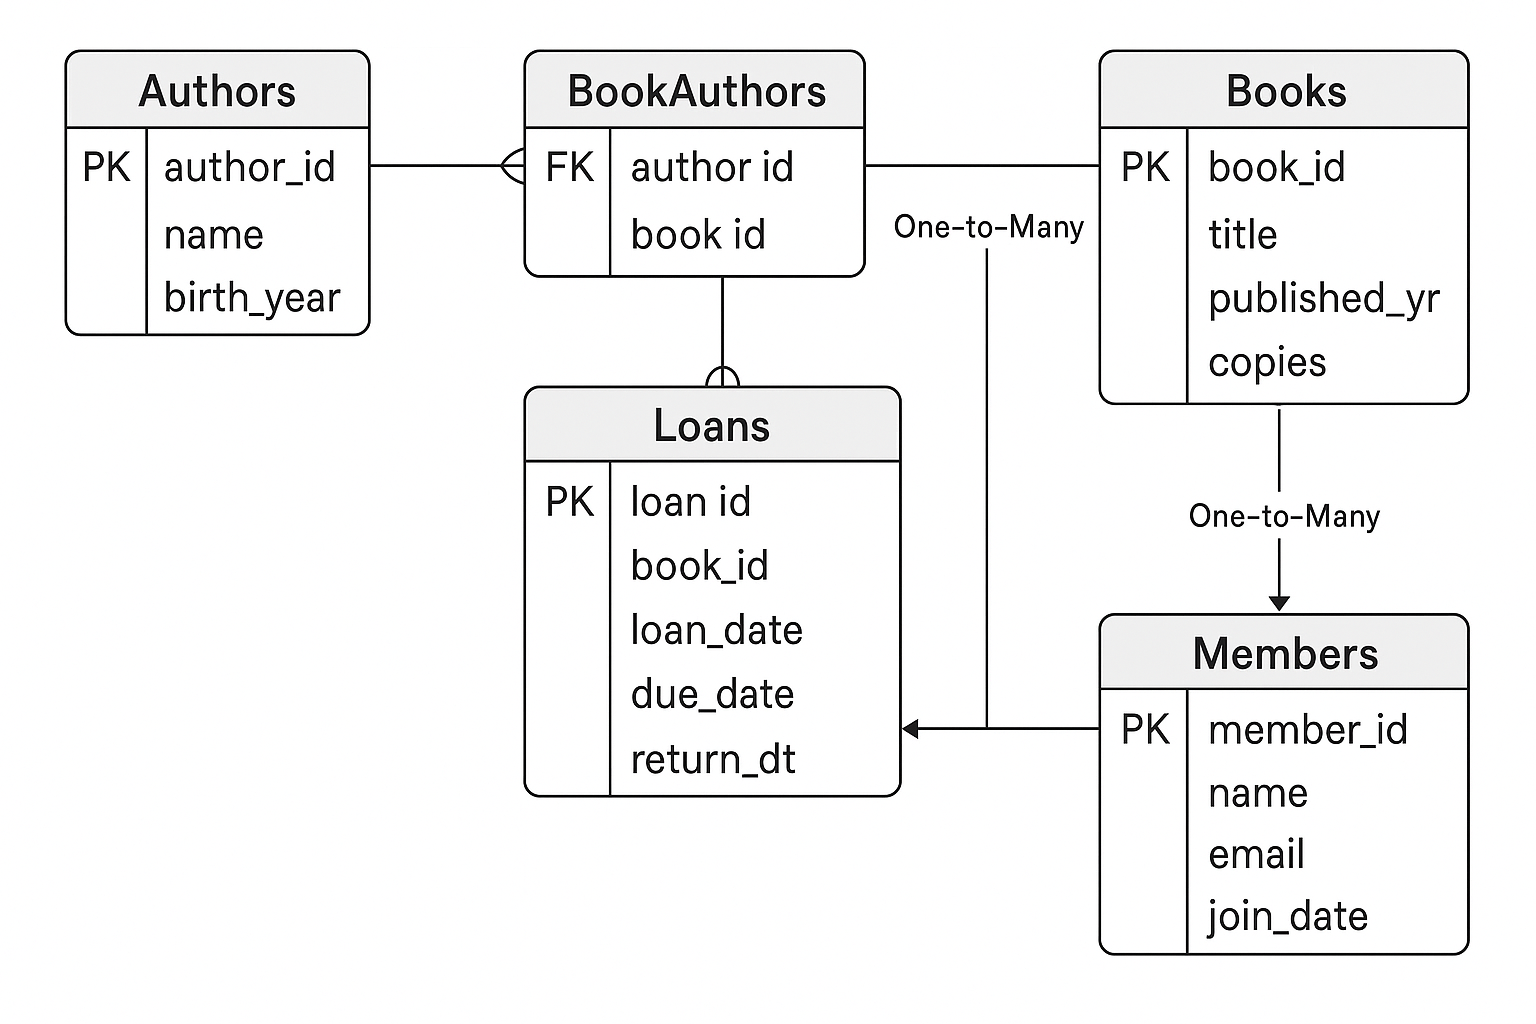 Authors
PK author_id
name
birth_year
BookAuthors
FK author id
book id
Books
PK book_id
title
published_yr
copies
One-to-Many
Loans
PK loan id
book_id
loan_date
due_date
return_dt
One-to-Many
Members
PK member_id
name
email
join_date